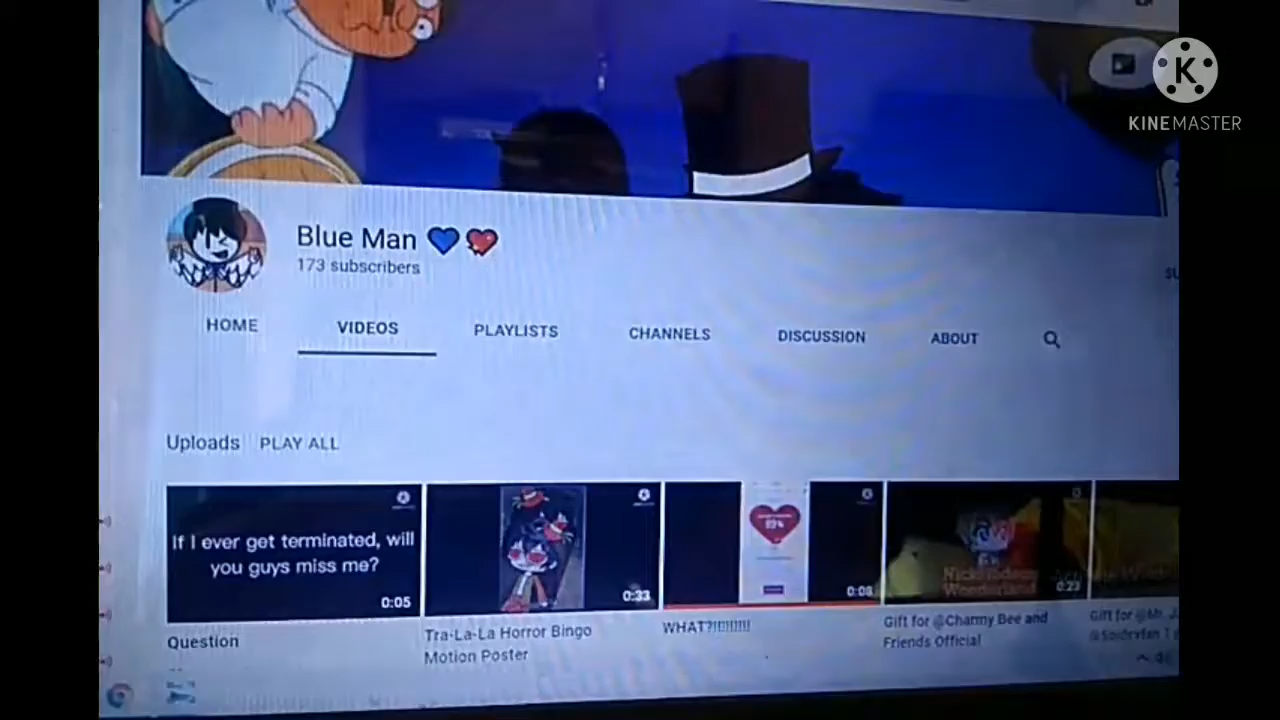 KINEMASTER
Blue Man 💙💘
173 subscribers
HOME VIDEOS PLAYLISTS CHANNELS DISCUSSION ABOUT
Uploads PLAY ALL
If I ever get terminated, will
you guys miss me?
0:05
0:33
0:08
0:23
Question
Tra-La-La Horror Bingo
Motion Poster
WHAT?!!!!!!!!!
Gift for @Charmy Bee and
Friends Official
Gift for @Mr.